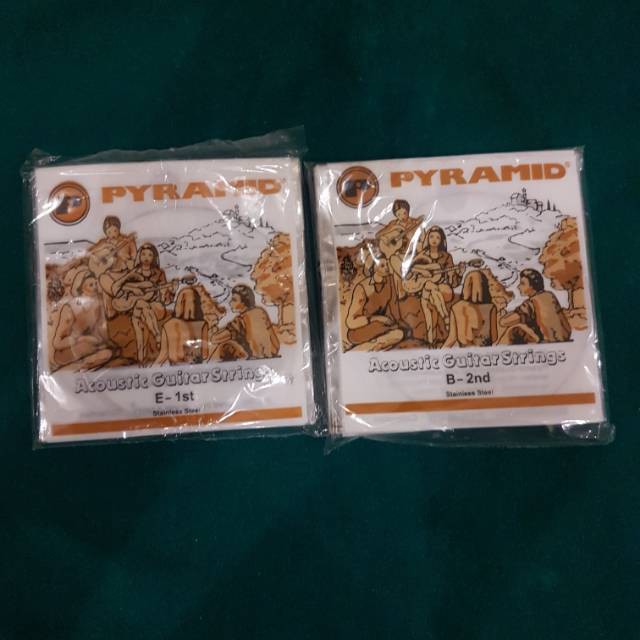 P PYRAMID
Acoustic Guitar Strings
E-1st
Stainless Steel
P PYRAMID®
Acoustic Guitar Strings
B-2nd
Stainless Steel